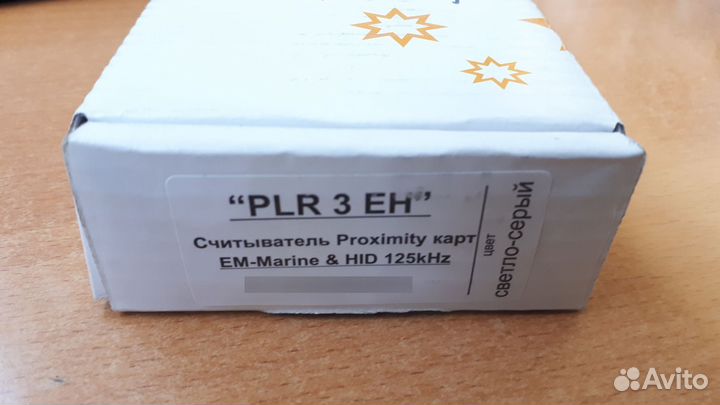 “PLR 3 EH”
Считыватель Proximity карт
EM-Marine & HID 125kHz
цвет
светло-серый
Avito